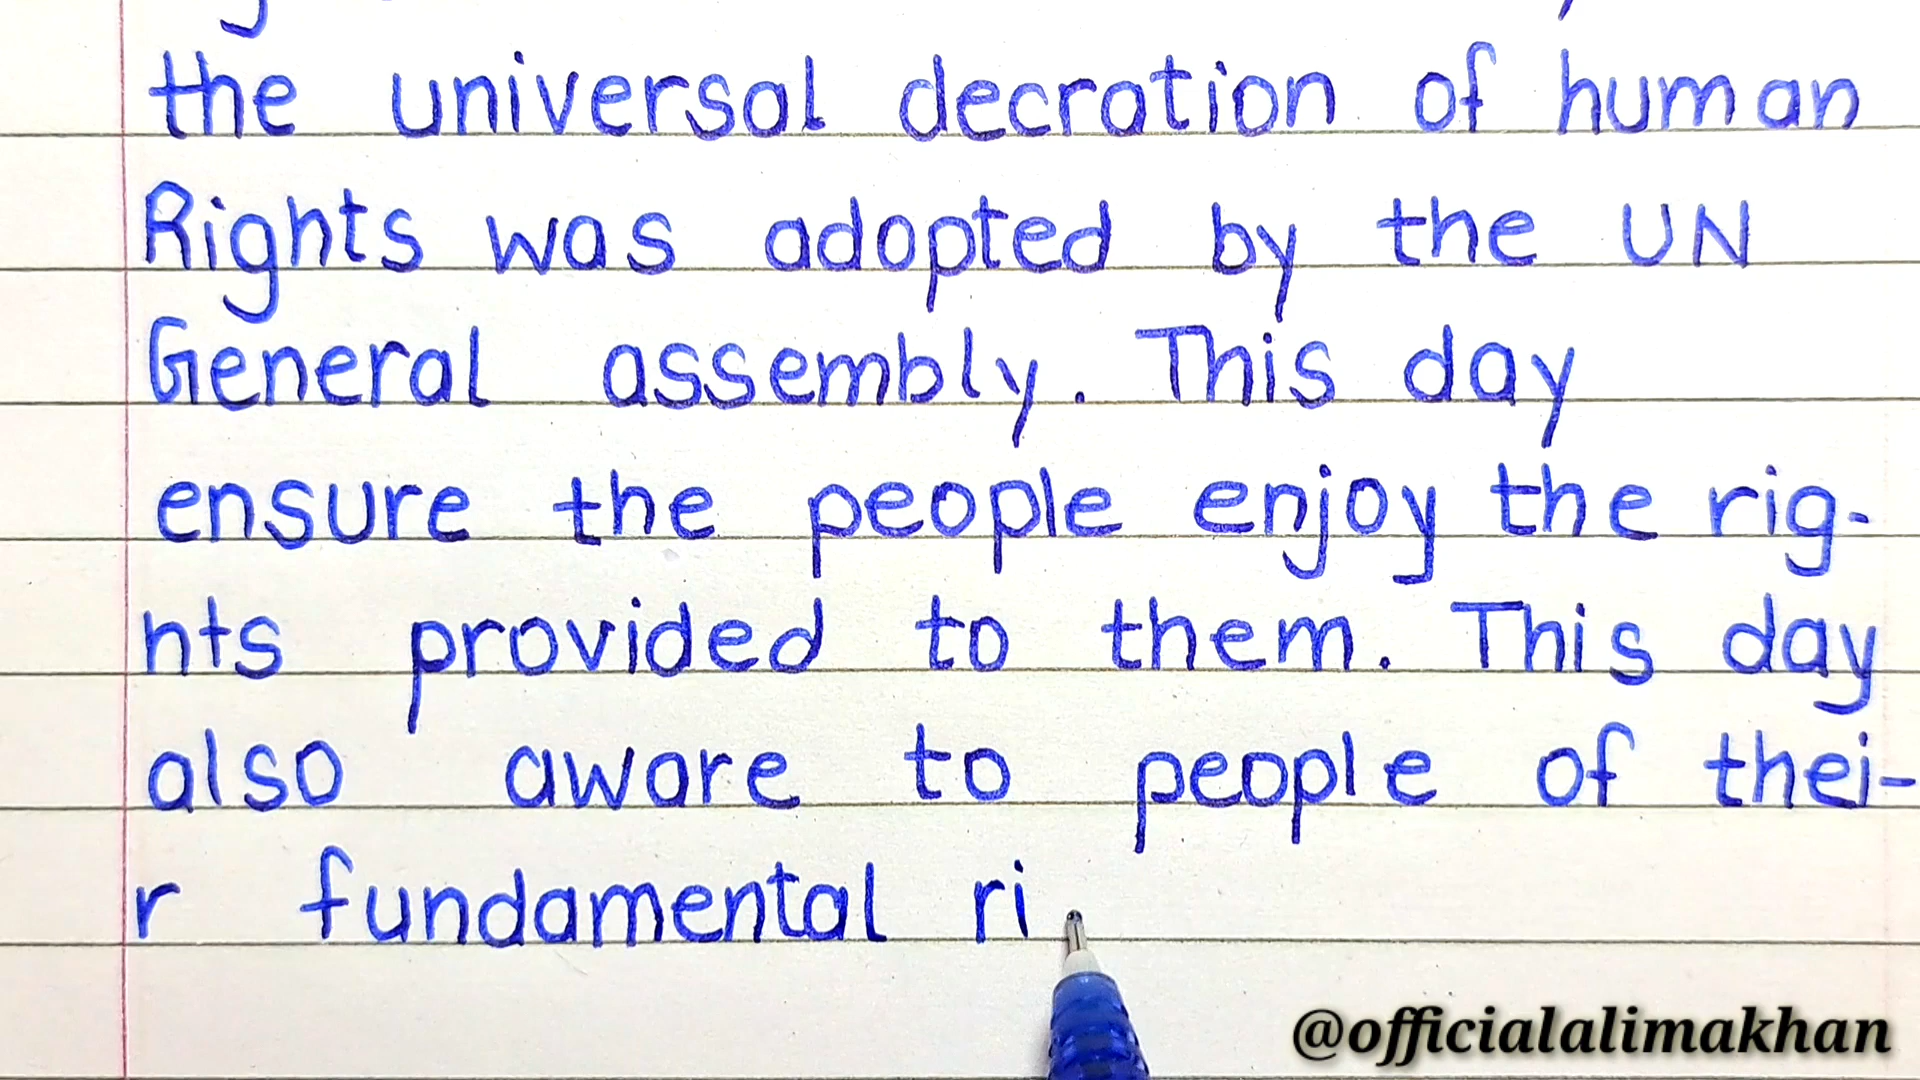 the universal decration of human
Rights was adopted by the UN
General assembly. This day
ensure the people enjoy the rig-
hts provided to them. This day
also aware to people of thei-
r fundamental ri
@officialalimakhan